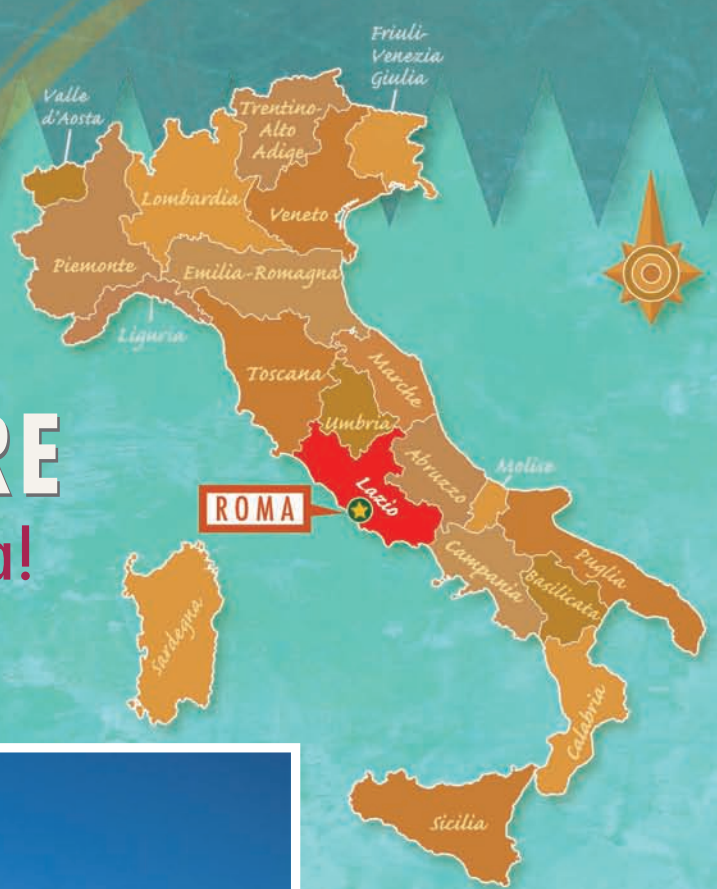 Friuli-
Venezia
Giulia
Valle
d'Aosta
Trentino-
Alto
Adige
Lombardia
Veneto
Piemonte
Emilia-Romagna
Liguria
Toscana
Marche
Umbria
RE
a!
Abruzzo
Molise
Lazio
ROMA
Campania
Puglia
Basilicata
Sardegna
Calabria
Sicilia